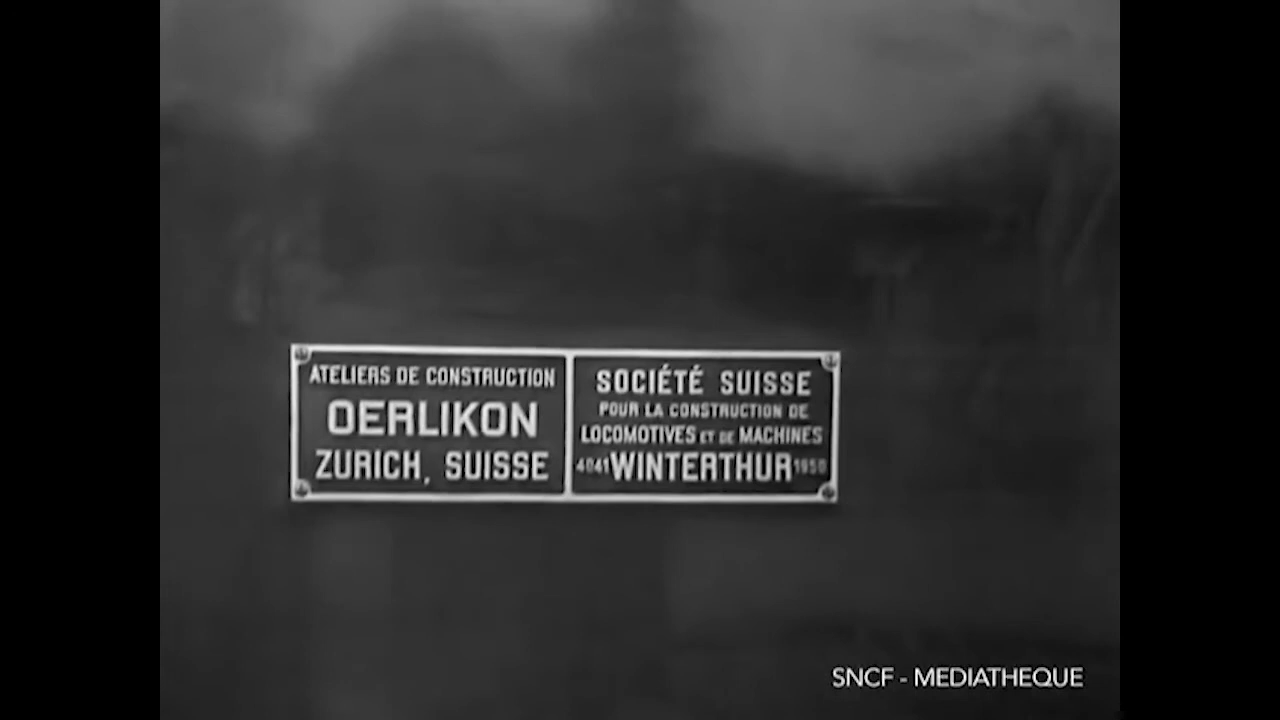 ATELIERS DE CONSTRUCTION
OERLIKON
ZURICH, SUISSE
SOCIÉTÉ SUISSE
POUR LA CONSTRUCTION DE
LOCOMOTIVES ET DE MACHINES
4041 WINTERTHUR 1950
SNCF - MEDIATHEQUE